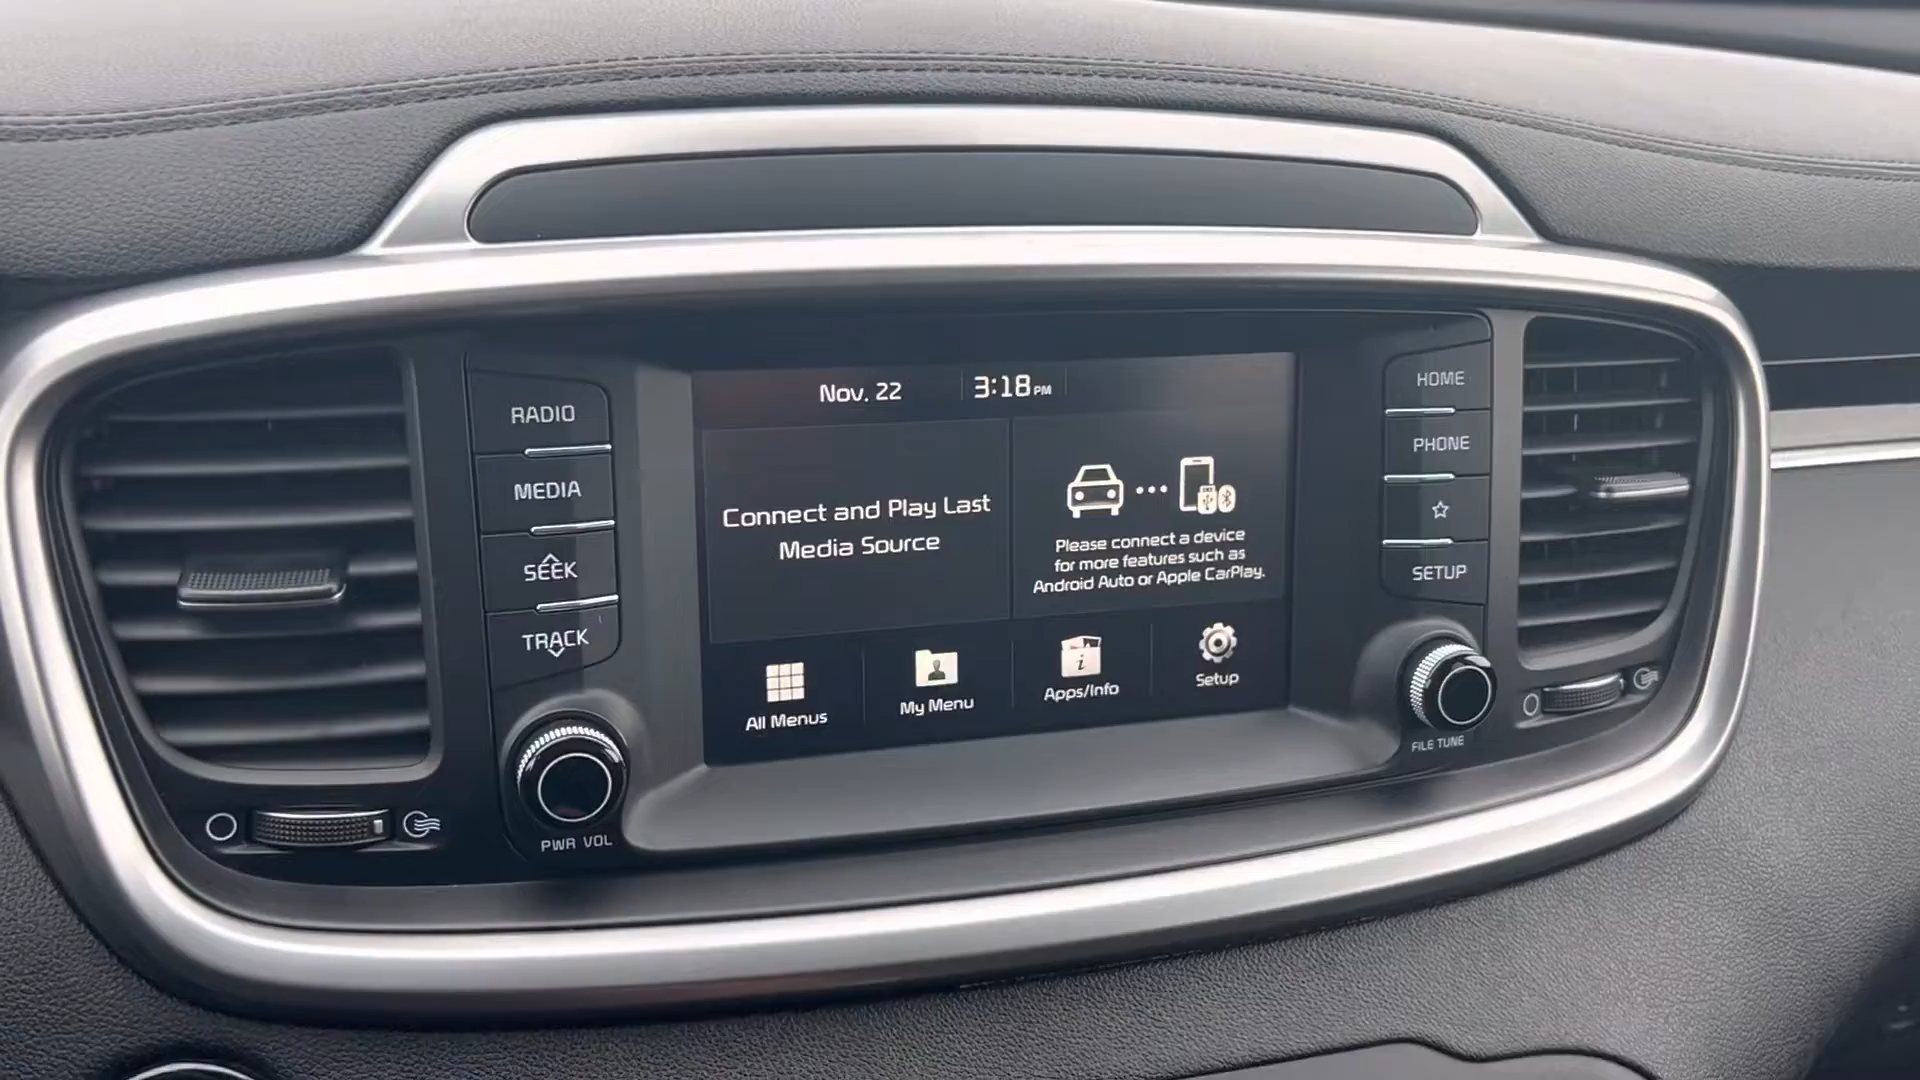 RADIO
MEDIA
SEEK
TRACK
PWR VOL
Nov. 22
3:18 PM
Connect and Play Last
Media Source
Please connect a device
for more features such as
Android Auto or Apple CarPlay.
All Menus
My Menu
Apps/Info
Setup
HOME
PHONE
SETUP
FILE TUNE